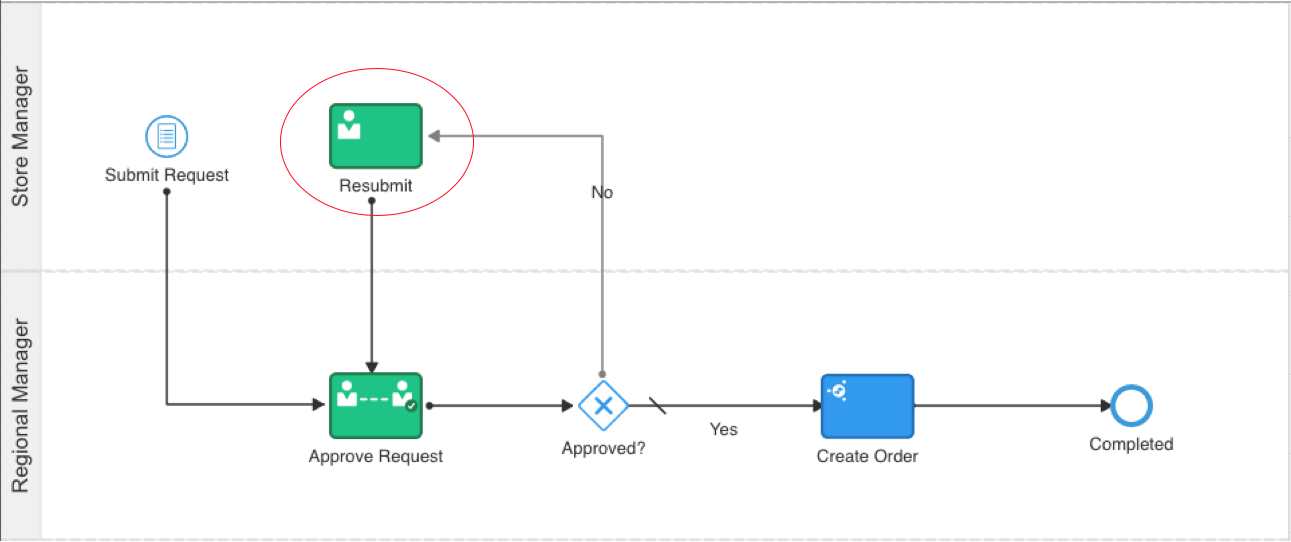 Store Manager
Submit Request
Resubmit
No
Regional Manager
Approve Request
Approved?
Yes
Create Order
Completed